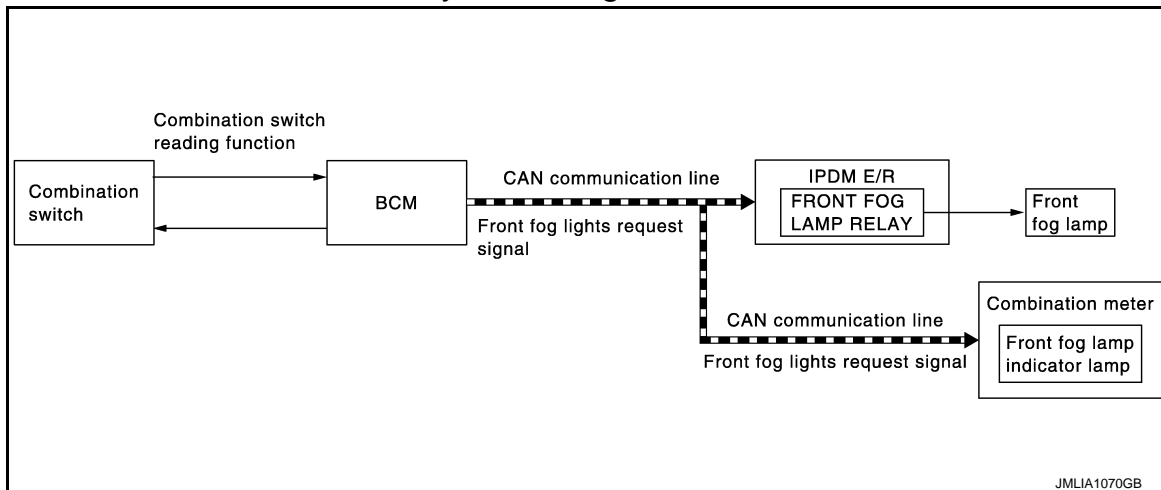 Combination switch
reading function
Combination
switch
BCM
CAN communication line
Front fog lights request
signal
IPDM E/R
FRONT FOG
LAMP RELAY
Front
fog lamp
CAN communication line
Front fog lights request signal
Combination meter
Front fog lamp
indicator lamp
JMLIA1070GB